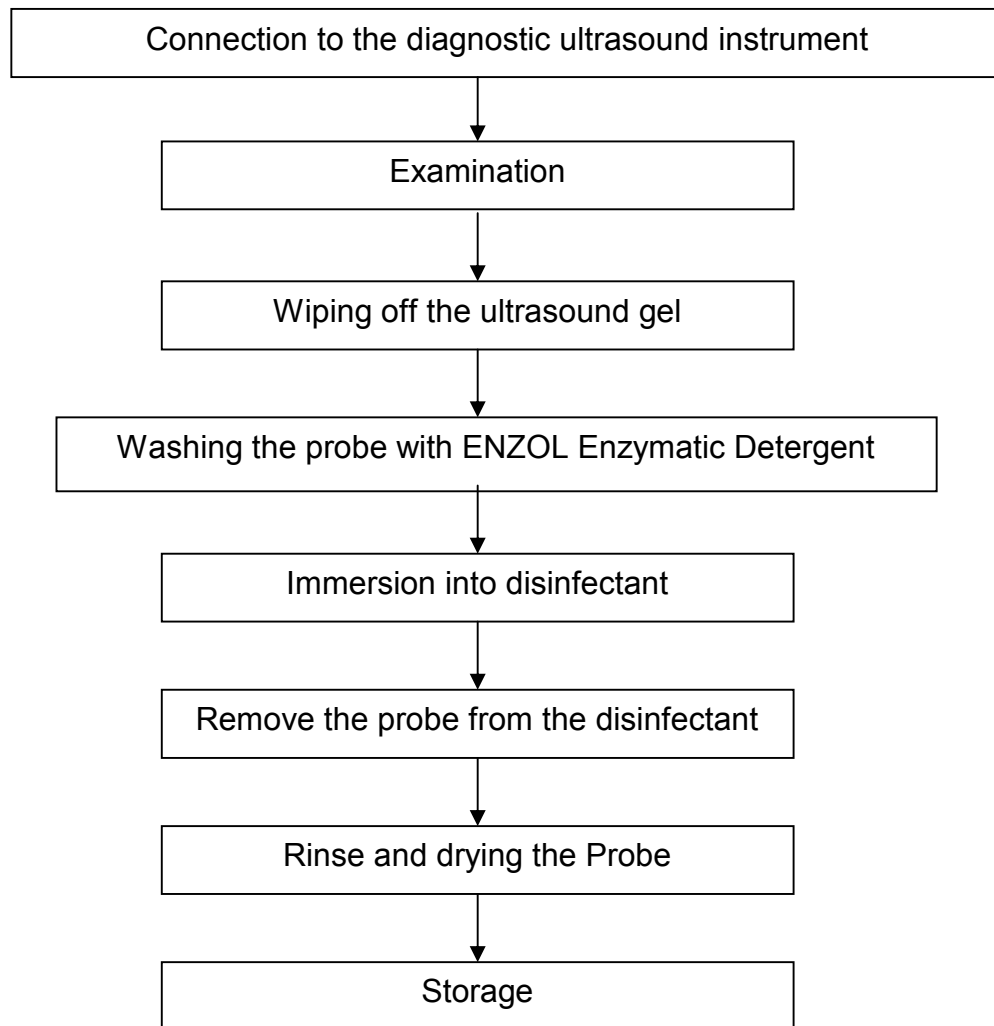 Connection to the diagnostic ultrasound instrument
Examination
Wiping off the ultrasound gel
Washing the probe with ENZOL Enzymatic Detergent
Immersion into disinfectant
Remove the probe from the disinfectant
Rinse and drying the Probe
Storage